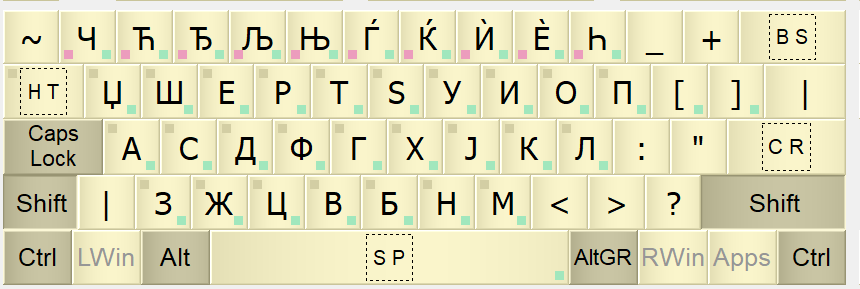 ~ Ч Ћ Ђ Љ Њ Ѓ Ќ Ѝ Ѐ Һ _ + BS
HT Џ Ш Е Р Т Ѕ У И О П [ ] |
Caps Lock А С Д Ф Г Х Ј К Л : " CR
Shift | З Ж Ц В Б Н М < > ? Shift
Ctrl LWin Alt SP AltGR RWin Apps Ctrl